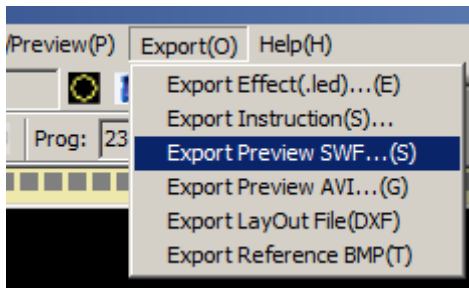 /Preview(P) Export(O) Help(H)
Export Effect(.led)...(E)
Export Instruction(S)...
Prog: 23
Export Preview SWF...(S)
Export Preview AVI...(G)
Export LayOut File(DXF)
Export Reference BMP(T)